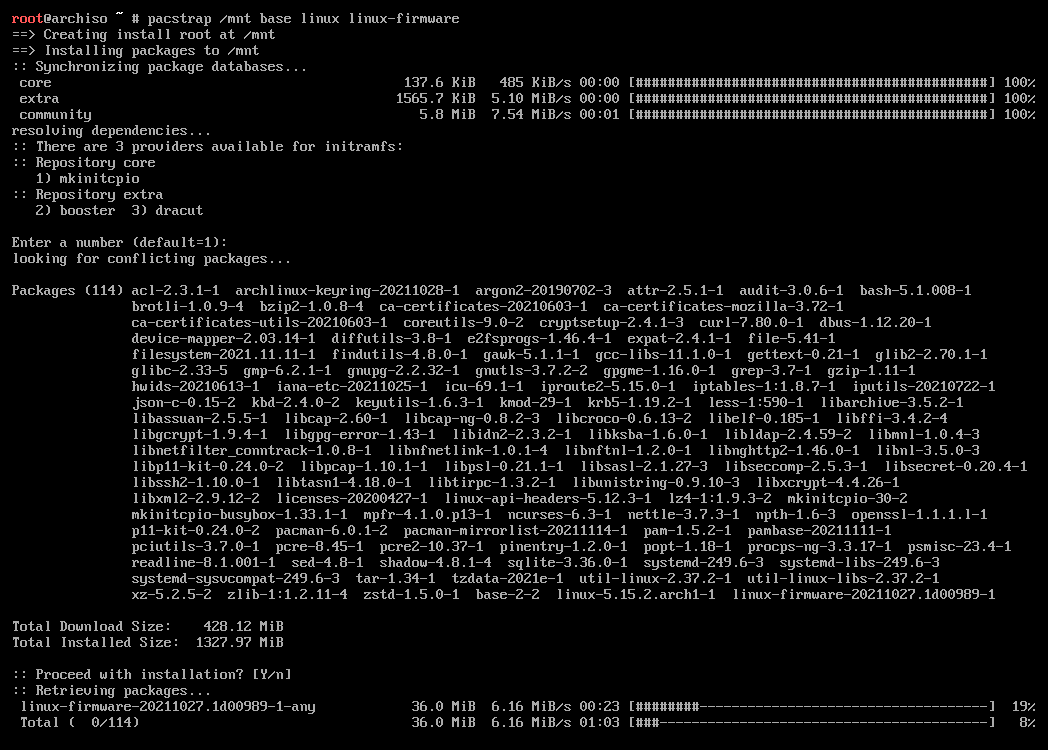 root@archiso ~ # pacstrap /mnt base linux linux-firmware
==> Creating install root at /mnt
==> Installing packages to /mnt
:: Synchronizing package databases...
 core 137.6 KiB 485 KiB/s 00:00 [############################################] 100%
 extra 1565.7 KiB 5.10 MiB/s 00:00 [############################################] 100%
 community 5.8 MiB 7.54 MiB/s 00:01 [############################################] 100%
resolving dependencies...
:: There are 3 providers available for initramfs:
:: Repository core
   1) mkinitcpio
:: Repository extra
   2) booster  3) dracut
Enter a number (default=1):
looking for conflicting packages...
Packages (114) acl-2.3.1-1  archlinux-keyring-20211028-1  argon2-20190702-3  attr-2.5.1-1  audit-3.0.6-1  bash-5.1.008-1
brotli-1.0.9-4  bzip2-1.0.8-4  ca-certificates-20210603-1  ca-certificates-mozilla-3.72-1
ca-certificates-utils-20210603-1  coreutils-9.0-2  cryptsetup-2.4.1-3  curl-7.80.0-1  dbus-1.12.20-1
device-mapper-2.03.14-1  diffutils-3.8-1  e2fsprogs-1.46.4-1  expat-2.4.1-1  file-5.41-1
filesystem-2021.11.11-1  findutils-4.8.0-1  gawk-5.1.1-1  gcc-libs-11.1.0-1  gettext-0.21-1  glib2-2.70.1-1
glibc-2.33-5  gmp-6.2.1-1  gnupg-2.2.32-1  gnutls-3.7.2-2  gpgme-1.16.0-1  grep-3.7-1  gzip-1.11-1
hwids-20210613-1  iana-etc-20211025-1  icu-69.1-1  iproute2-5.15.0-1  iptables-1:1.8.7-1  iputils-20210722-1
json-c-0.15-2  kbd-2.4.0-2  keyutils-1.6.3-1  kmod-29-1  krb5-1.19.2-1  less-1:590-1  libarchive-3.5.2-1
libassuan-2.5.5-1  libcap-2.60-1  libcap-ng-0.8.2-3  libcroco-0.6.13-2  libelf-0.185-1  libffi-3.4.2-4
libgcrypt-1.9.4-1  libgpg-error-1.43-1  libidn2-2.3.2-1  libksba-1.6.0-1  libldap-2.4.59-2  libmnl-1.0.4-3
libnetfilter_conntrack-1.0.8-1  libnfnetlink-1.0.1-4  libnftnl-1.2.0-1  libnghttp2-1.46.0-1  libnl-3.5.0-3
libp11-kit-0.24.0-2  libpcap-1.10.1-1  libpsl-0.21.1-1  libsasl-2.1.27-3  libseccomp-2.5.3-1  libsecret-0.20.4-1
libssh2-1.10.0-1  libtasn1-4.18.0-1  libtirpc-1.3.2-1  libunistring-0.9.10-3  libxcrypt-4.4.26-1
libxml2-2.9.12-2  licenses-20200427-1  linux-api-headers-5.12.3-1  lz4-1:1.9.3-2  mkinitcpio-30-2
mkinitcpio-busybox-1.33.1-1  mpfr-4.1.0.p13-1  ncurses-6.3-1  nettle-3.7.3-1  npth-1.6-3  openssl-1.1.1.l-1
p11-kit-0.24.0-2  pacman-6.0.1-2  pacman-mirrorlist-20211114-1  pam-1.5.2-1  pambase-20211111-1
pciutils-3.7.0-1  pcre-8.45-1  pcre2-10.37-1  pinentry-1.2.0-1  popt-1.18-1  procps-ng-3.3.17-1  psmisc-23.4-1
readline-8.1.001-1  sed-4.8-1  shadow-4.8.1-4  sqlite-3.36.0-1  systemd-249.6-3  systemd-libs-249.6-3
systemd-sysvcompat-249.6-3  tar-1.34-1  tzdata-2021e-1  util-linux-2.37.2-1  util-linux-libs-2.37.2-1
xz-5.2.5-2  zlib-1:1.2.11-4  zstd-1.5.0-1  base-2-2  linux-5.15.2.arch1-1  linux-firmware-20211027.1d00989-1
Total Download Size:    428.12 MiB
Total Installed Size:  1327.97 MiB
:: Proceed with installation? [Y/n]
:: Retrieving packages...
 linux-firmware-20211027.1d00989-1-any 36.0 MiB 6.16 MiB/s 00:23 [########------------------------------------] 19%
 Total (  0/114) 36.0 MiB 6.16 MiB/s 01:03 [###-----------------------------------------] 8%